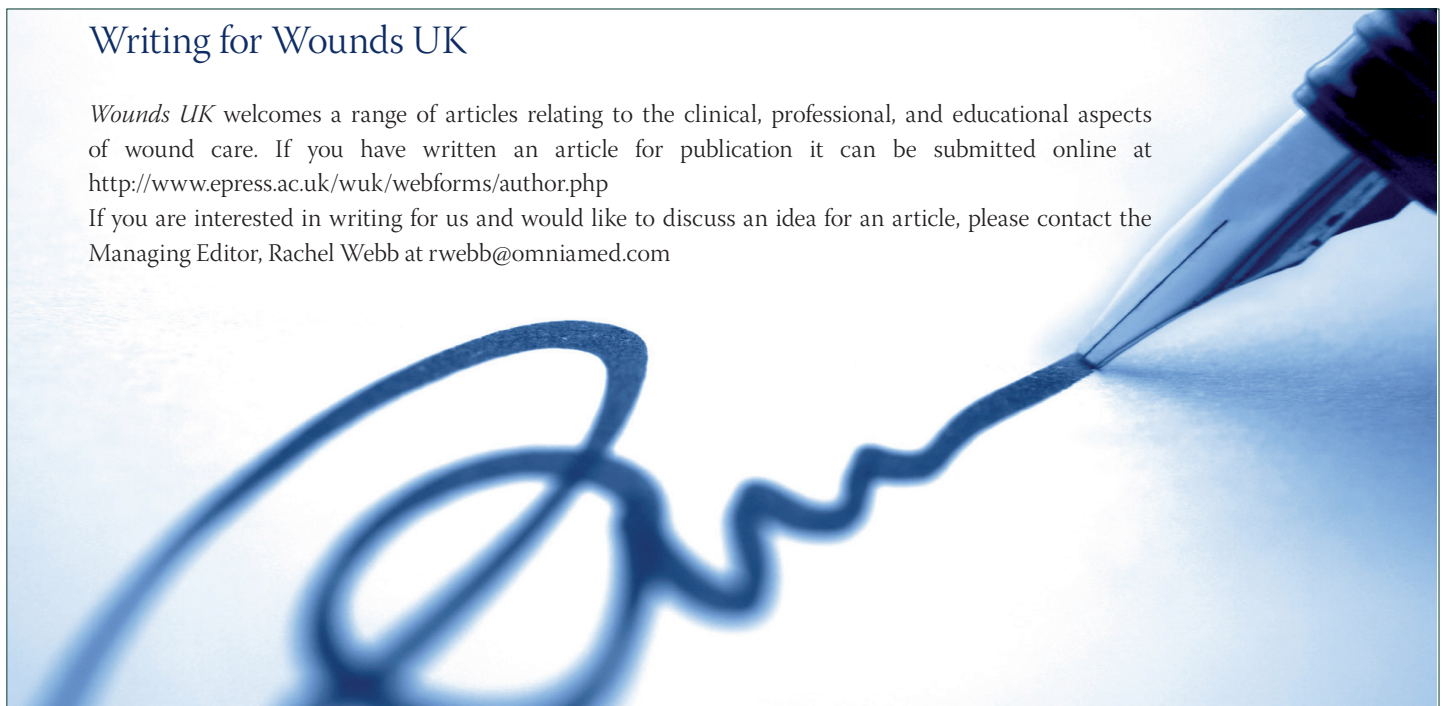 Writing for Wounds UK
Wounds UK welcomes a range of articles relating to the clinical, professional, and educational aspects
of wound care. If you have written an article for publication it can be submitted online at
http://www.epress.ac.uk/wuk/webforms/author.php
If you are interested in writing for us and would like to discuss an idea for an article, please contact the
Managing Editor, Rachel Webb at rwebb@omniamed.com